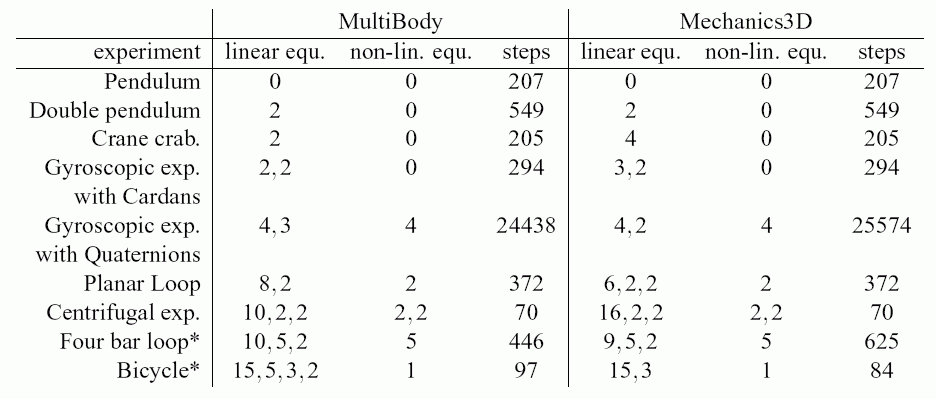 MultiBody Mechanics3D
experiment linear equ. non-lin. equ. steps linear equ. non-lin. equ. steps
Pendulum 0 0 207 0 0 207
Double pendulum 2 0 549 2 0 549
Crane crab. 2 0 205 4 0 205
Gyroscopic exp. 2,2 0 294 3,2 0 294
with Cardans
Gyroscopic exp. 4,3 4 24438 4,2 4 25574
with Quaternions
Planar Loop 8,2 2 372 6,2,2 2 372
Centrifugal exp. 10,2,2 2,2 70 16,2,2 2,2 70
Four bar loop* 10,5,2 5 446 9,5,2 5 625
Bicycle* 15,5,3,2 1 97 15,3 1 84